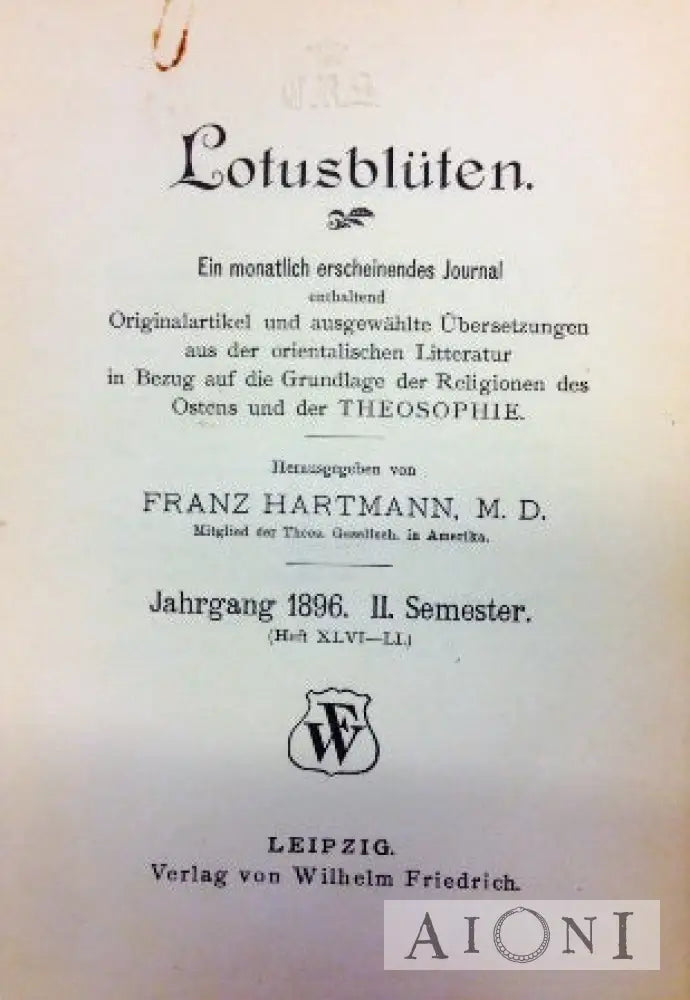 Lotusblüten.
Ein monatlich erscheinendes Journal
enthaltend
Originalartikel und ausgewählte Übersetzungen
aus der orientalischen Litteratur
in Bezug auf die Grundlage der Religionen des
Ostens und der THEOSOPHIE.
Herausgegeben von
FRANZ HARTMANN, M. D.
Mitglied der Theos. Gesellsch. in Amerika.
Jahrgang 1896. II. Semester.
(Heft XLVI—LI.)
WF
LEIPZIG.
Verlag von Wilhelm Friedrich.
AIONI